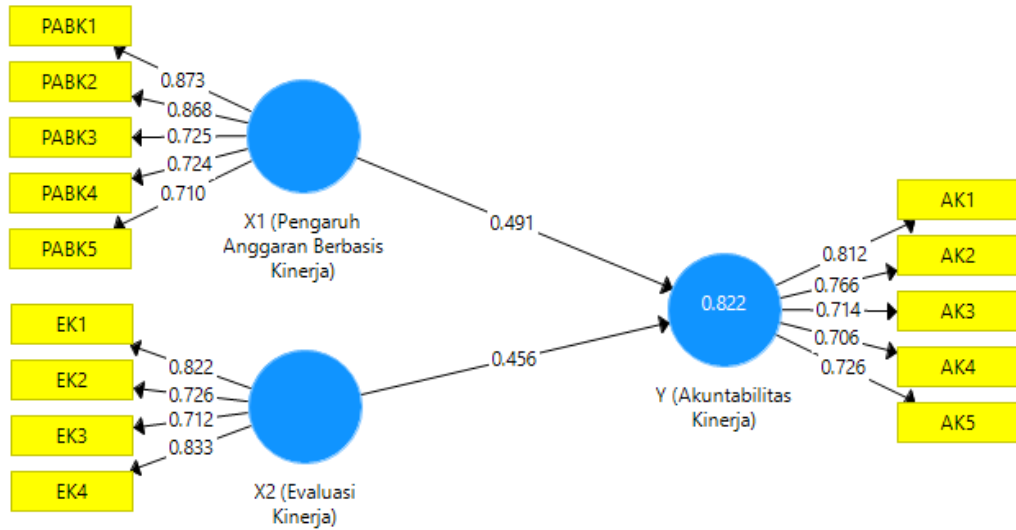 PABK1
PABK2
PABK3
PABK4
PABK5
0.873
0.868
0.725
0.724
0.710
X1 (Pengaruh
Anggaran Berbasis
Kinerja)
0.491
EK1
EK2
EK3
EK4
0.822
0.726
0.712
0.833
X2 (Evaluasi
Kinerja)
0.456
0.822
Y (Akuntabilitas
Kinerja)
0.812
0.766
0.714
0.706
0.726
AK1
AK2
AK3
AK4
AK5